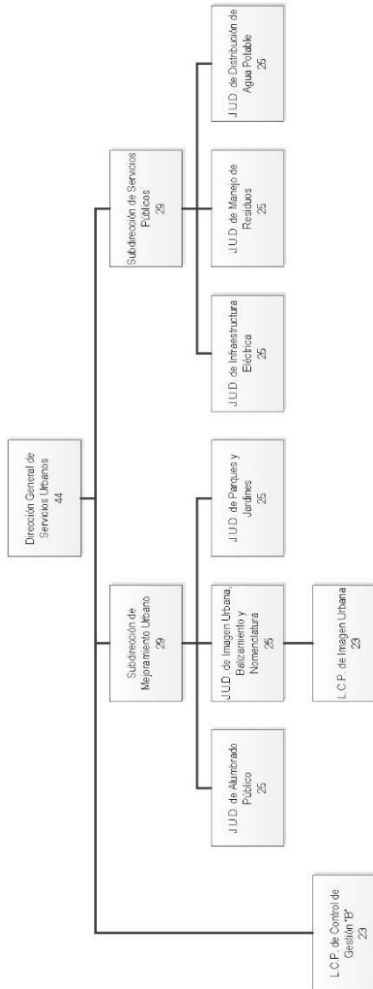 Dirección General de
Servicios Urbanos
44
Subdirección de
Mejoramiento Urbano
29
Subdirección de Servicios
Públicos
29
J.U.D. de Alumbrado
Público
25
J.U.D. de Imagen Urbana,
Balizamiento y
Nomenclatura
25
J.U.D. de Parques y
Jardines
25
J.U.D. de Infraestructura
Eléctrica
25
J.U.D. de Manejo de
Residuos
25
J.U.D. de Distribución de
Agua Potable
25
L.C.P. de Control de
Gestión "B"
23
L.C.P. de Imagen Urbana
23